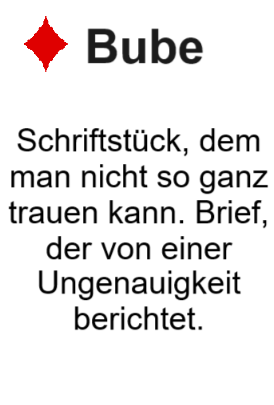 Bube
Schriftstück, dem
man nicht so ganz
trauen kann. Brief,
der von einer
Ungenauigkeit
berichtet.